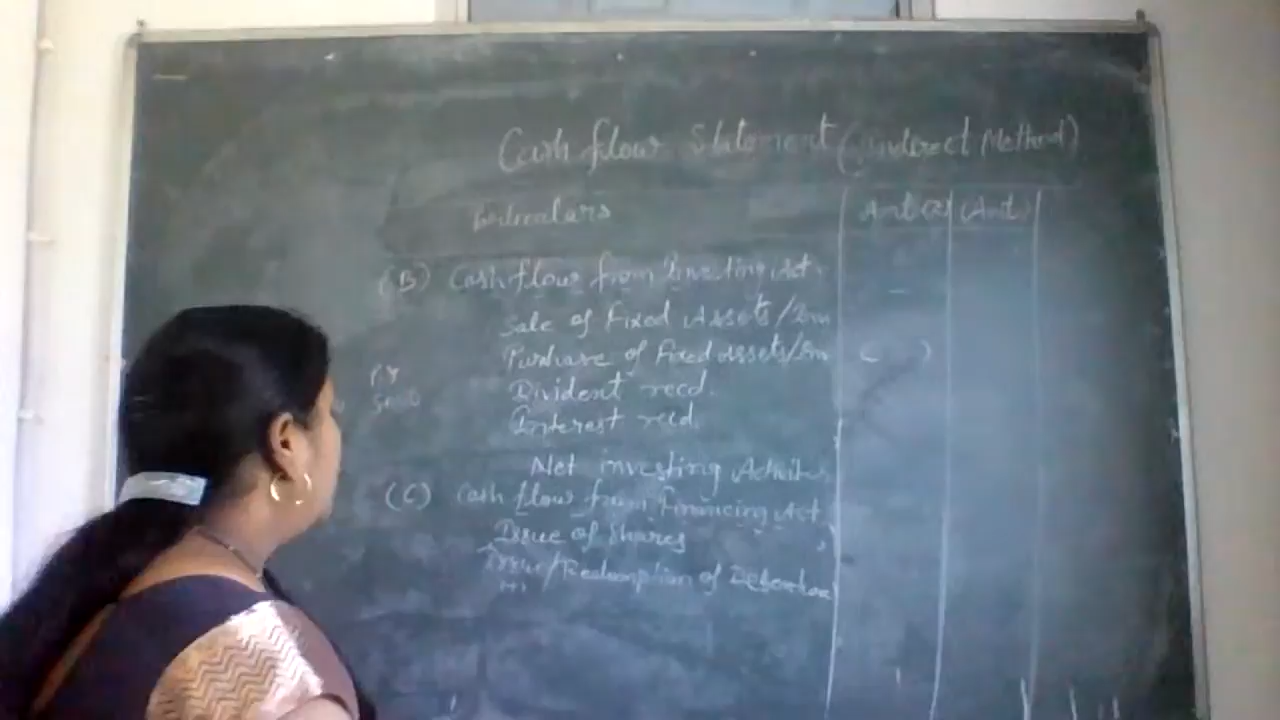 Cash flow Statement (Indirect Method)
Particulars Amt (₹) (Amt)
(B) Cash flow from Investing Act.
Sale of Fixed Assets/Inv
Purchase of Fixed assets/In
Divident recd.
Interest recd.
Net investing Activities
(C) Cash flow from Financing Act.
Issue of Shares
Issue/Redemption of Debenture